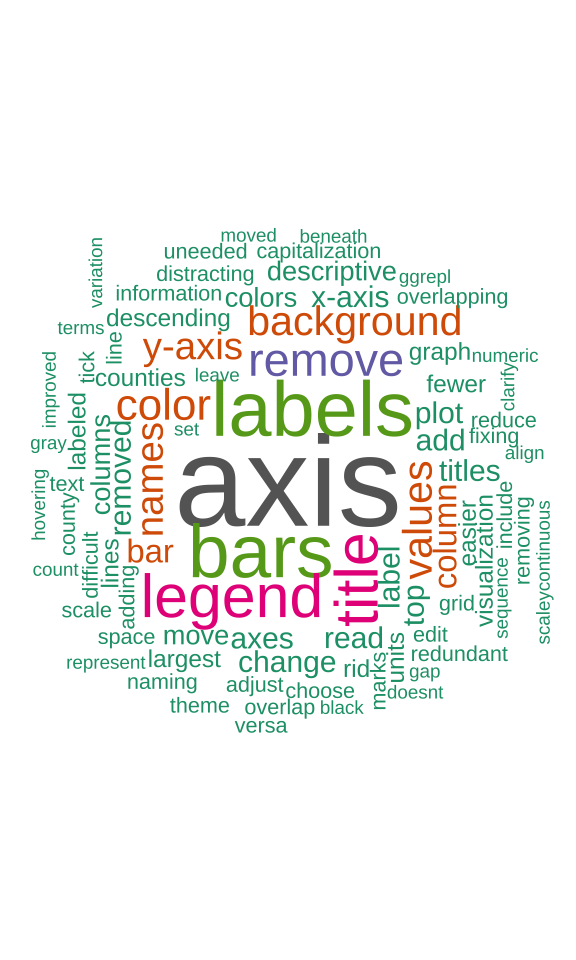 moved
beneath
uneeded
capitalization
variation
distracting
descriptive
ggrepl
information
colors
x-axis
overlapping
terms
descending
background
line
y-axis
remove
graph
numeric
improved
tick
counties
leave
fewer
clarify
labeled
color
labels
plot
reduce
gray
columns
removed
names
set
add
fixing
align
axis
titles
hovering
text
county
values
column
easier
visualization
include
removing
scaleycontinuous
difficult
lines
bar
bars
title
label
count
adding
legend
top
grid
sequence
scale
space
move
axes
read
units
edit
represent
largest
change
rid
marks
redundant
gap
naming
adjust
choose
doesnt
theme
overlap
black
versa